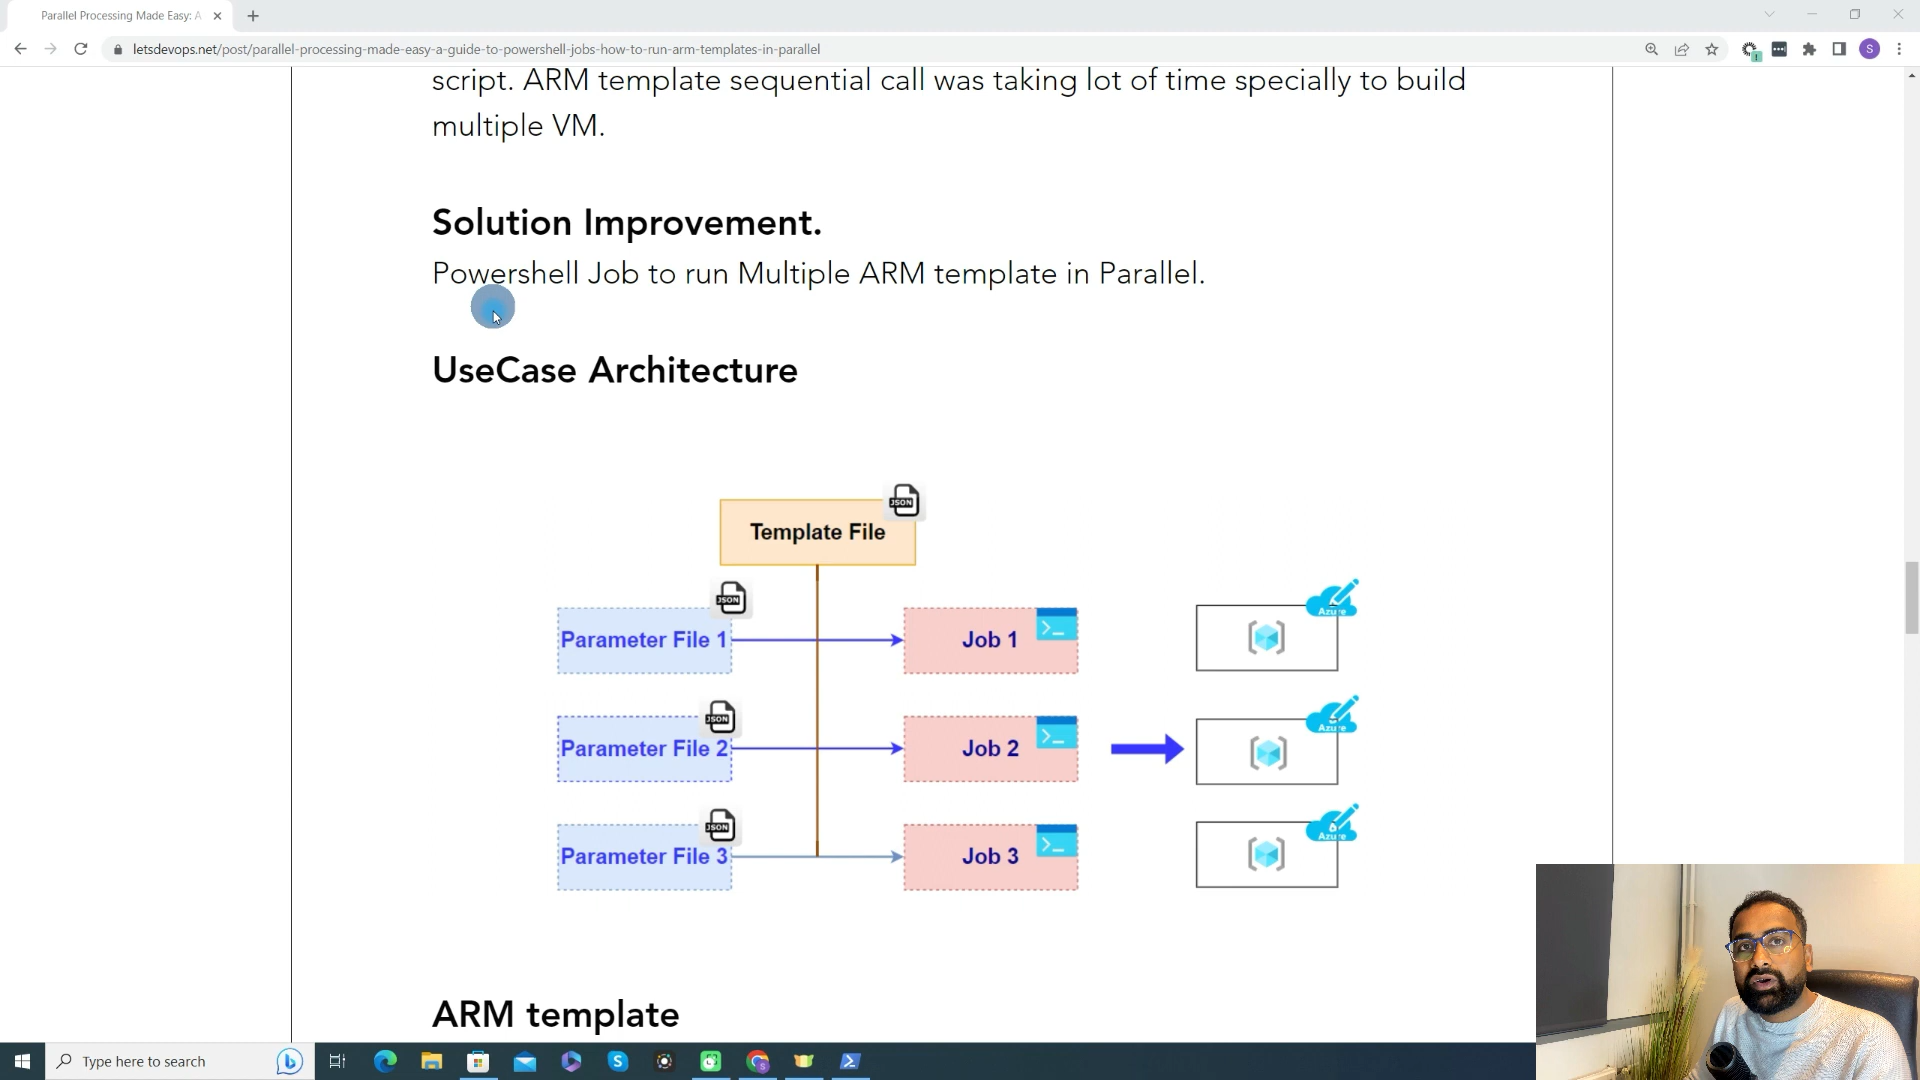 Parallel Processing Made Easy: A
letsdevops.net/post/parallel-processing-made-easy-a-guide-to-powershell-jobs-how-to-run-arm-templates-in-parallel
S
script. ARM template sequential call was taking lot of time specially to build
multiple VM.
Solution Improvement.
Powershell Job to run Multiple ARM template in Parallel.
UseCase Architecture
JSON
Template File
JSON
Azure
Parameter File 1
Job 1
>_
JSON
Azure
Parameter File 2
Job 2
>_
JSON
Azure
Parameter File 3
Job 3
>_
ARM template
Type here to search